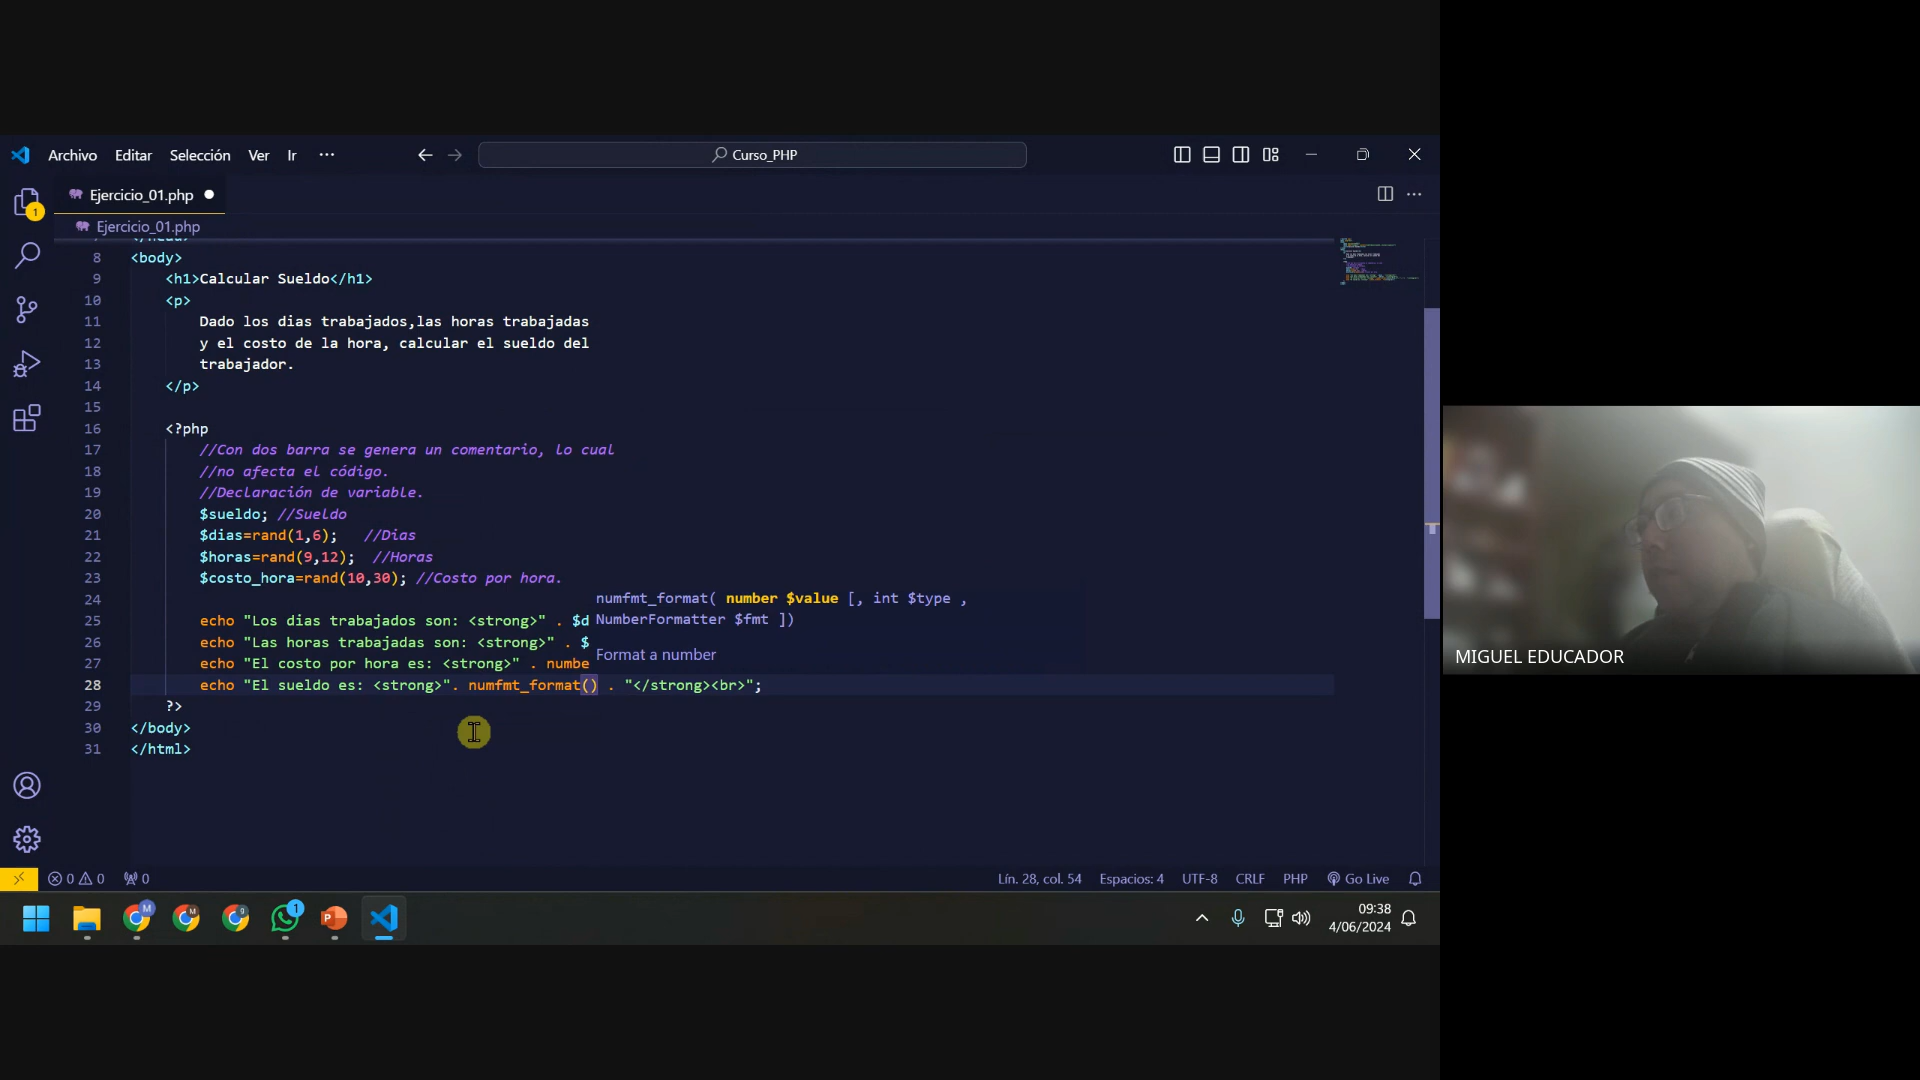 Archivo Editar Selección Ver Ir ··· Curso_PHP
Ejercicio_01.php
1
Ejercicio_01.php
8 <body>
9 <h1>Calcular Sueldo</h1>
10 <p>
11 Dado los dias trabajados,las horas trabajadas
12 y el costo de la hora, calcular el sueldo del
13 trabajador.
14 </p>
15
16 <?php
17 //Con dos barra se genera un comentario, lo cual
18 //no afecta el código.
19 //Declaración de variable.
20 $sueldo; //Sueldo
21 $dias=rand(1,6); //Dias
22 $horas=rand(9,12); //Horas
23 $costo_hora=rand(10,30); //Costo por hora.
24
numfmt_format( number $value [, int $type ,
NumberFormatter $fmt ])
Format a number
25 echo "Los dias trabajados son: <strong>" . $d
26 echo "Las horas trabajadas son: <strong>" . $
27 echo "El costo por hora es: <strong>" . numbe
28 echo "El sueldo es: <strong>". numfmt_format() . "</strong><br>";
29 ?>
30 </body>
31 </html>
MIGUEL EDUCADOR
0 0 0 Lín. 28, col. 54 Espacios: 4 UTF-8 CRLF PHP Go Live
1
09:38
4/06/2024